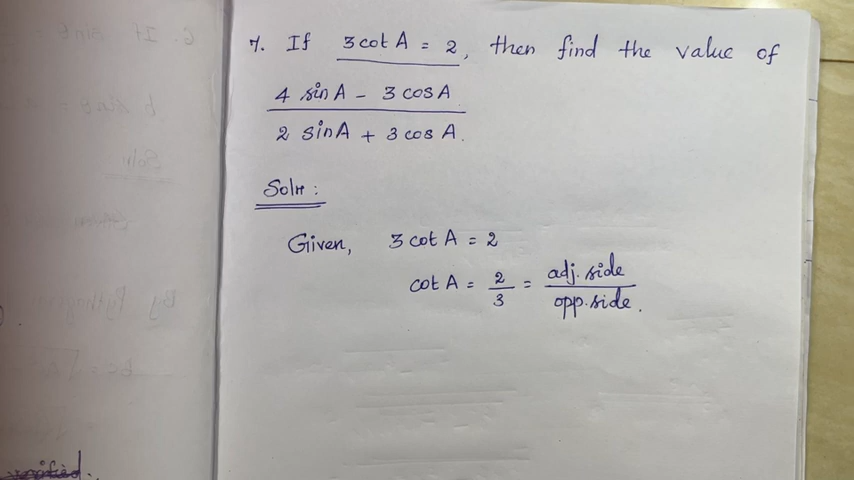 7. If 3 cot A = 2, then find the value of
4 sin A - 3 cos A
2 sin A + 3 cos A.
Soln :
Given, 3 cot A = 2
cot A = 2/3 = adj. side / opp. side.